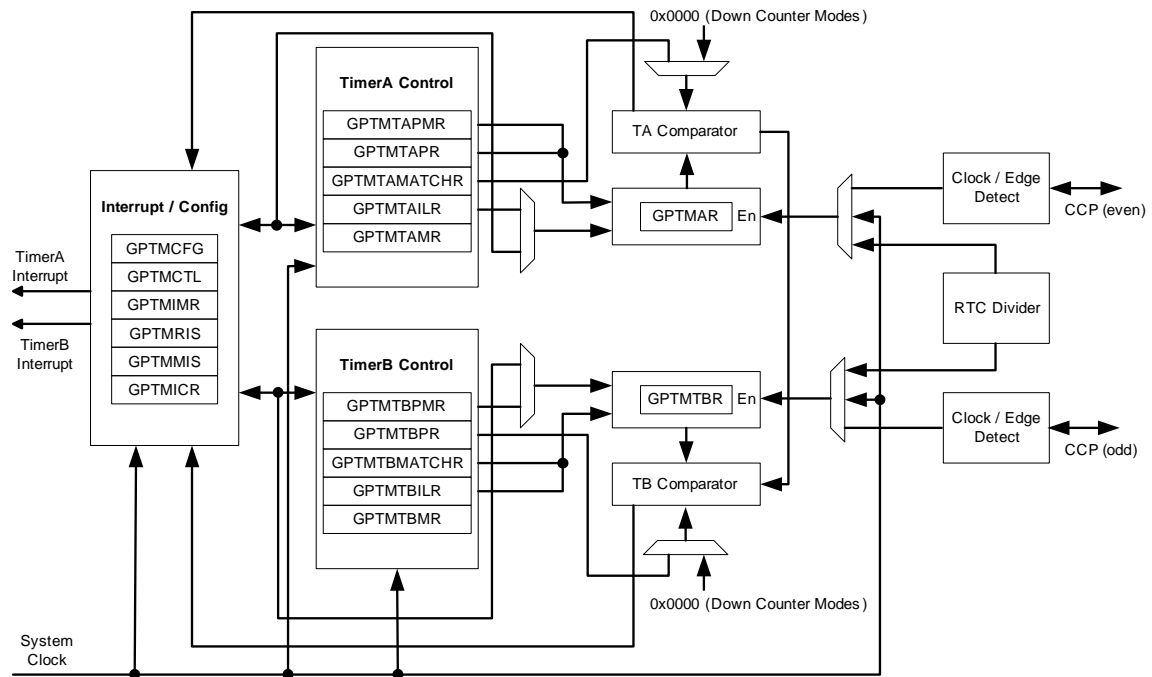 0x0000 (Down Counter Modes)
TimerA Control
GPTMTAPMR
GPTMTAPR
GPTMTAMATCHR
GPTMTAILR
GPTMTAMR
TA Comparator
GPTMAR
En
Clock / Edge
Detect
CCP (even)
Interrupt / Config
GPTMCFG
GPTMCTL
GPTMIMR
GPTMRIS
GPTMMIS
GPTMICR
TimerA
Interrupt
TimerB
Interrupt
RTC Divider
TimerB Control
GPTMTBPMR
GPTMTBPR
GPTMTBMATCHR
GPTMTBILR
GPTMTBMR
GPTMTBR
En
TB Comparator
Clock / Edge
Detect
CCP (odd)
0x0000 (Down Counter Modes)
System
Clock